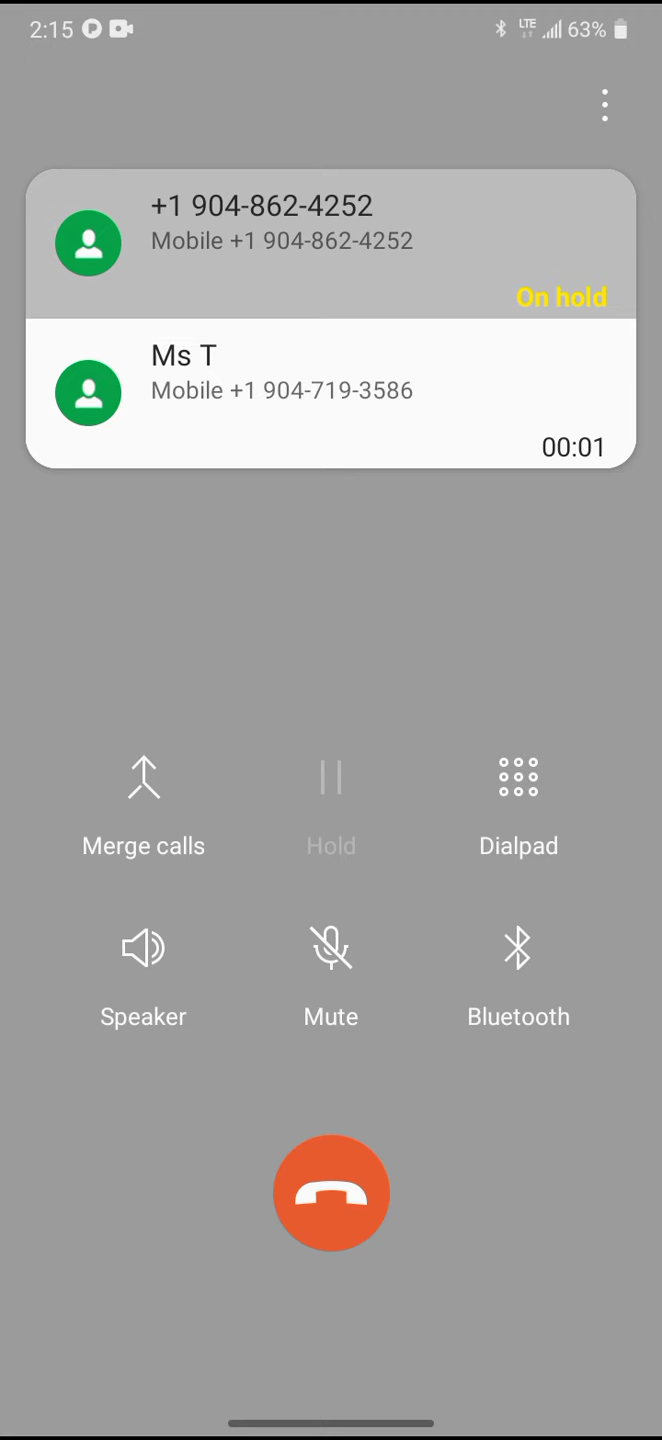 2:15
LTE
63%
+1 904-862-4252
Mobile +1 904-862-4252
On hold
Ms T
Mobile +1 904-719-3586
00:01
Merge calls
Hold
Dialpad
Speaker
Mute
Bluetooth